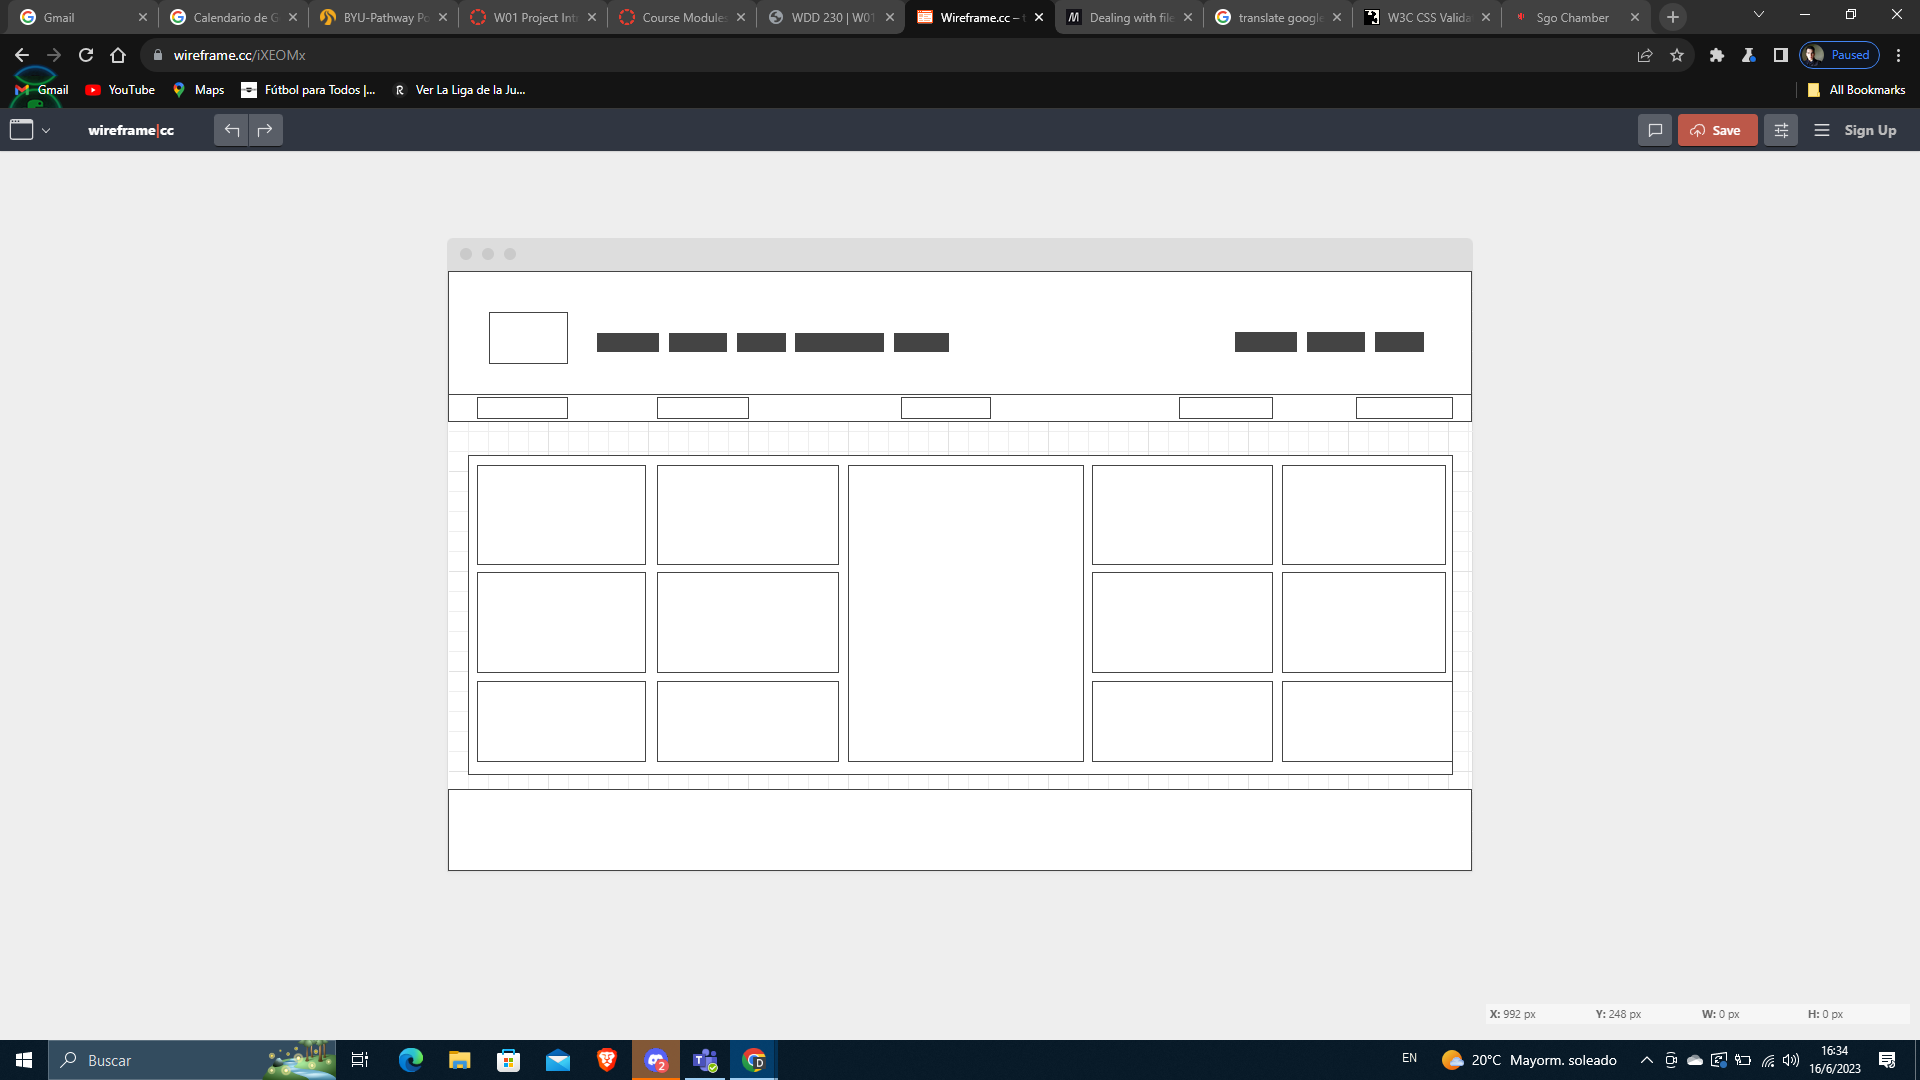 Gmail
Calendario de G
BYU-Pathway Po
W01 Project Int
Course Modules
WDD 230 | W01
Wireframe.cc – t
Dealing with file
translate google
W3C CSS Valida
Sgo Chamber
wireframe.cc/iXEOMx
Paused
Gmail
YouTube
Maps
Fútbol para Todos |...
Ver La Liga de la Ju...
All Bookmarks
wireframe|cc
Save
Sign Up
X: 992 px
Y: 248 px
W: 0 px
H: 0 px
Buscar
2
EN
20°C Mayorm. soleado
16:34
16/6/2023